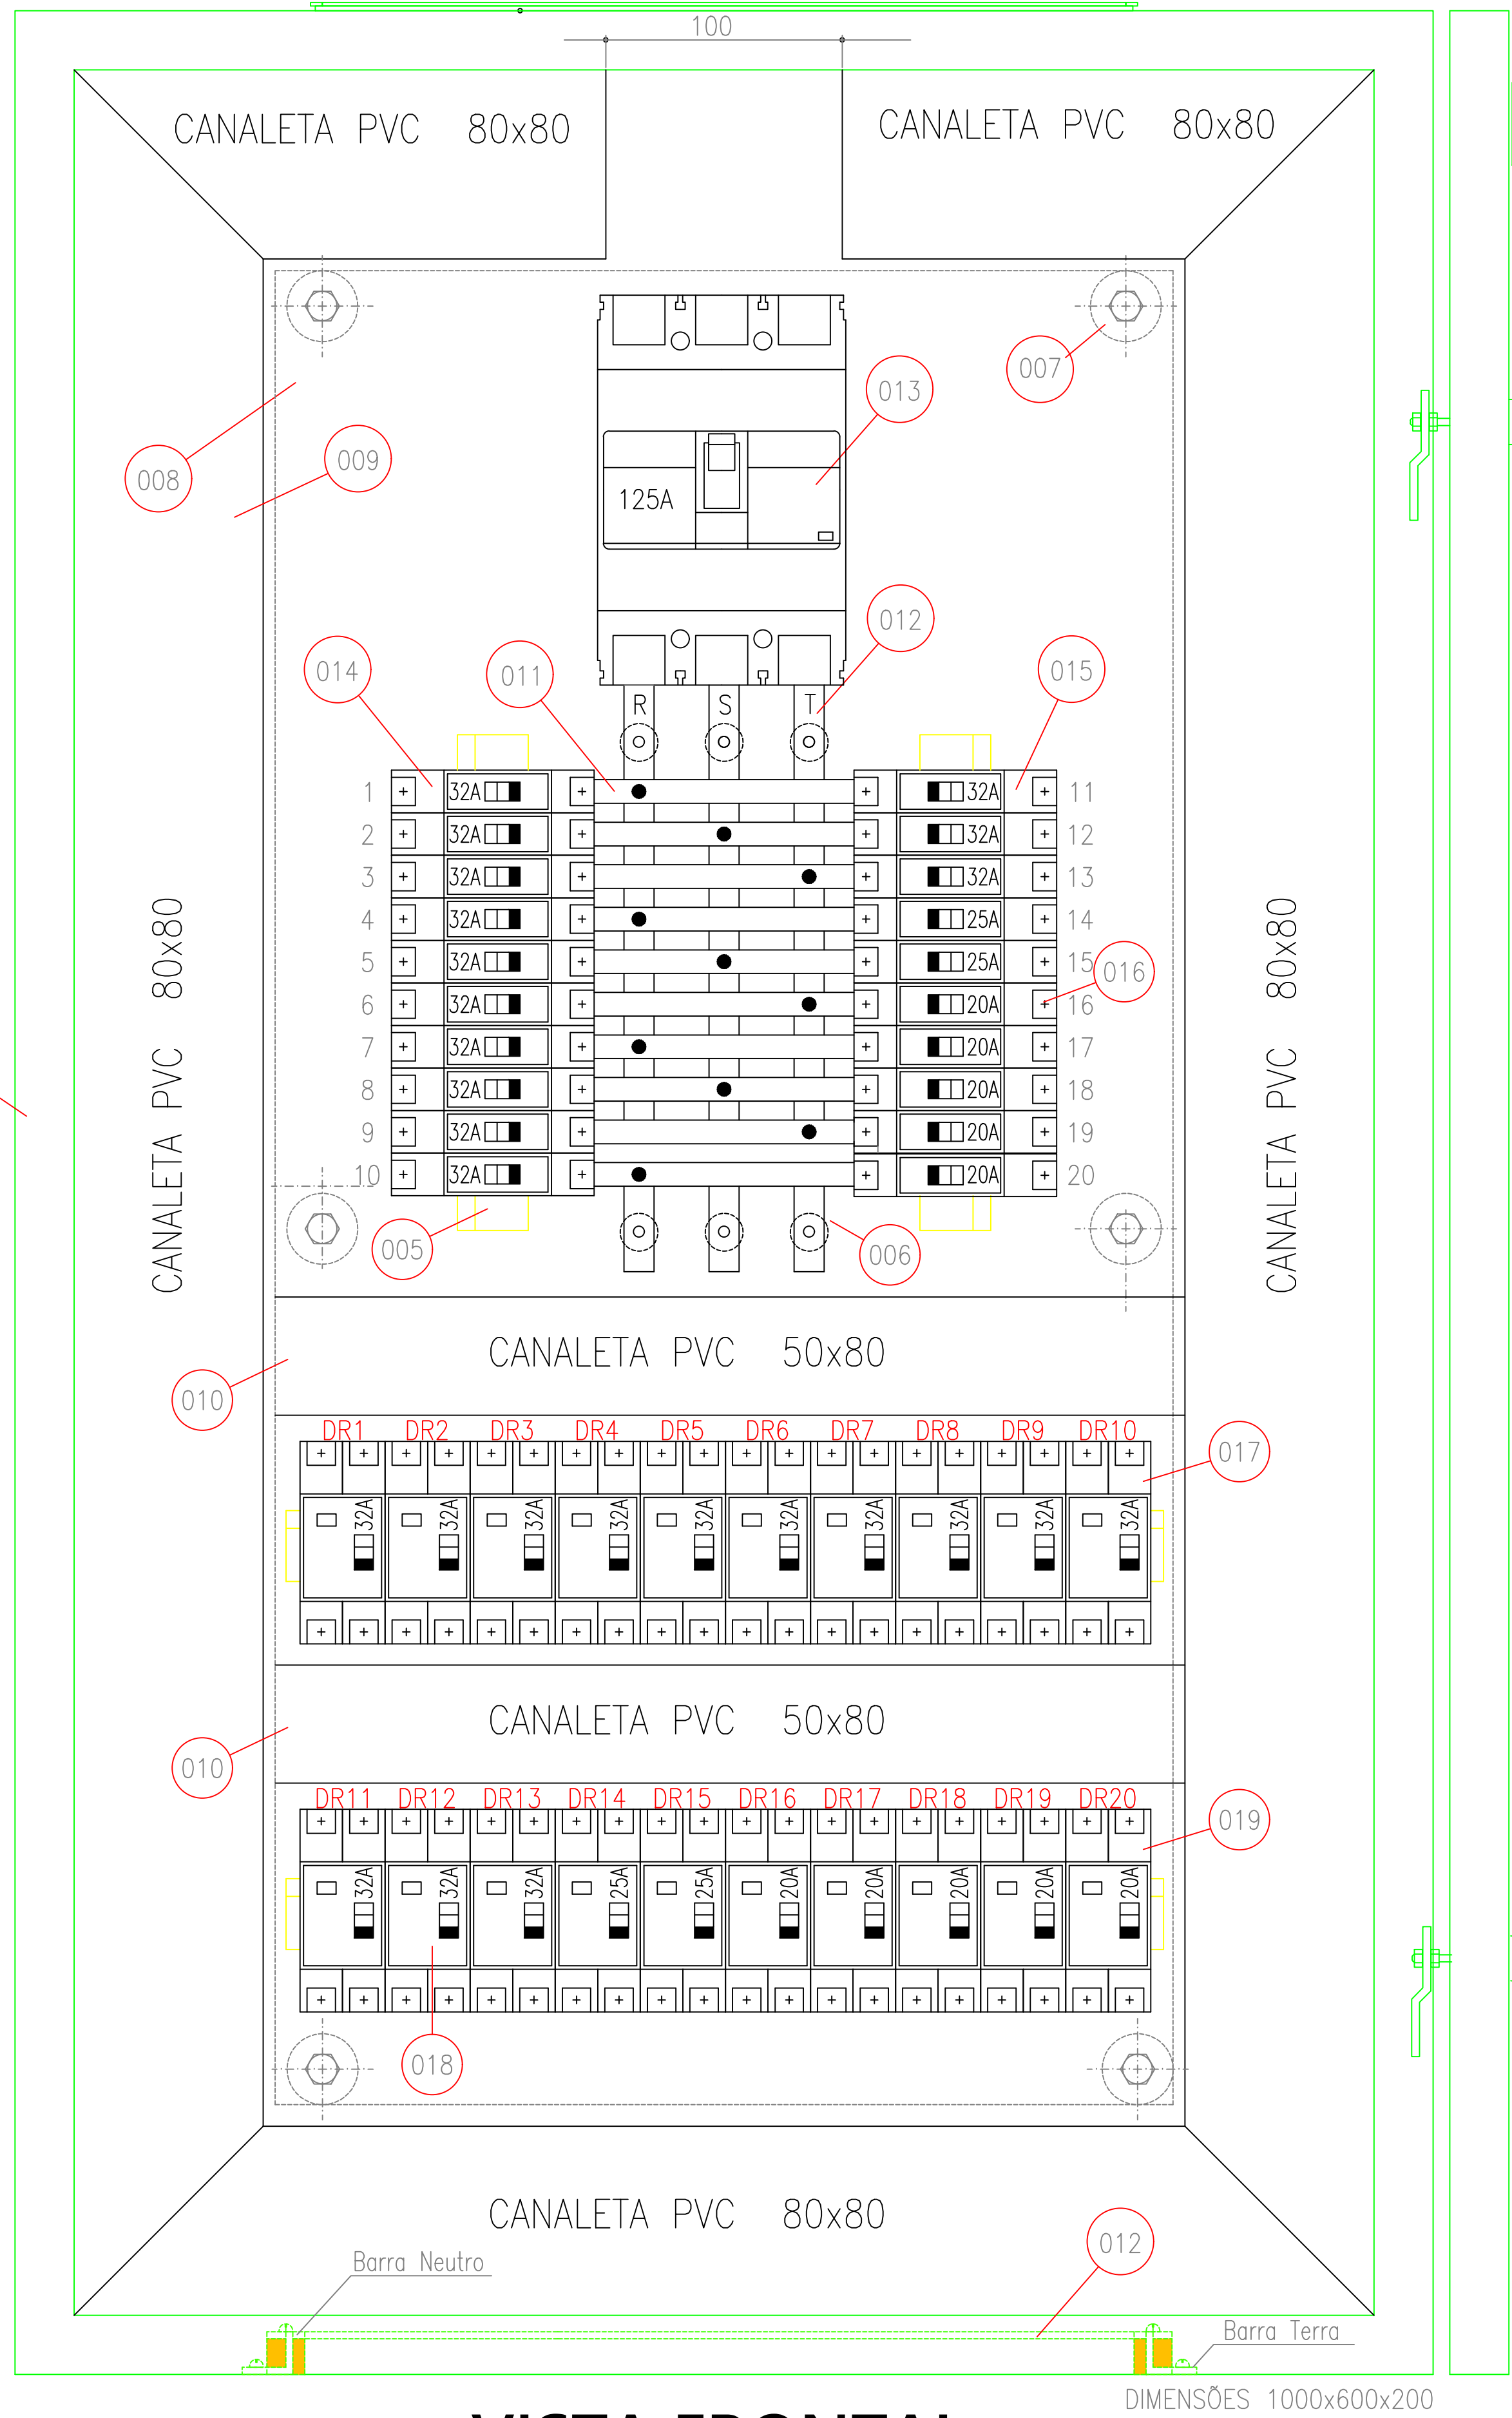 100
CANALETA PVC 80x80
CANALETA PVC 80x80
007
013
008
009
125A
012
014
011
015
R S T
1 32A 32A 11
2 32A 32A 12
3 32A 32A 13
4 32A 25A 14
5 32A 25A 15
016
6 32A 20A 16
7 32A 20A 17
8 32A 20A 18
9 32A 20A 19
10 32A 20A 20
CANALETA PVC 80x80
CANALETA PVC 80x80
005
006
CANALETA PVC 50x80
010
DR1 DR2 DR3 DR4 DR5 DR6 DR7 DR8 DR9 DR10
017
32A 32A 32A 32A 32A 32A 32A 32A 32A 32A
CANALETA PVC 50x80
010
DR11 DR12 DR13 DR14 DR15 DR16 DR17 DR18 DR19 DR20
019
32A 32A 32A 25A 25A 20A 20A 20A 20A 20A
018
CANALETA PVC 80x80
012
Barra Neutro
Barra Terra
DIMENSÕES 1000x600x200
VISTA FRONTAL